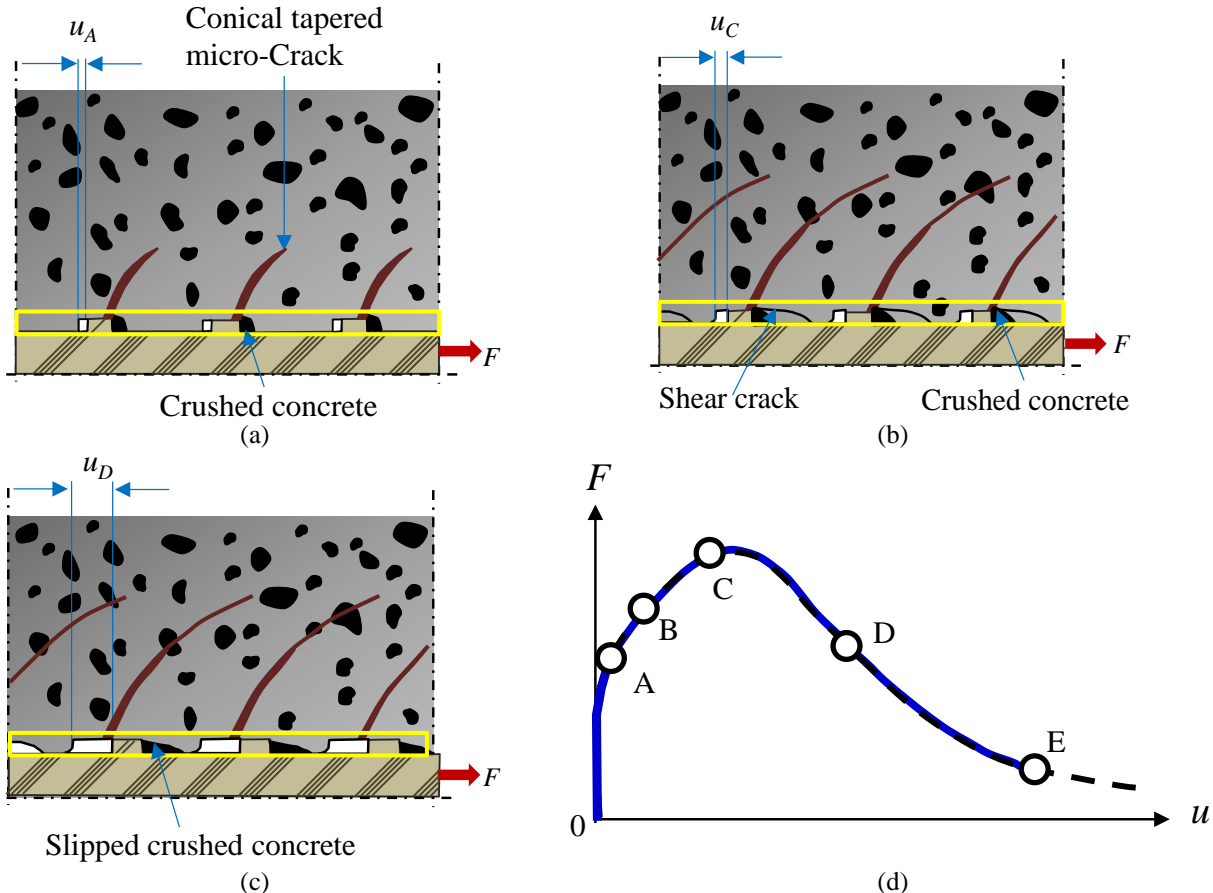 u_A
Conical tapered
micro-Crack
F
Crushed concrete
(a)
u_C
F
Shear crack
Crushed concrete
(b)
u_D
F
Slipped crushed concrete
(c)
F
C
B
D
A
E
0
u
(d)